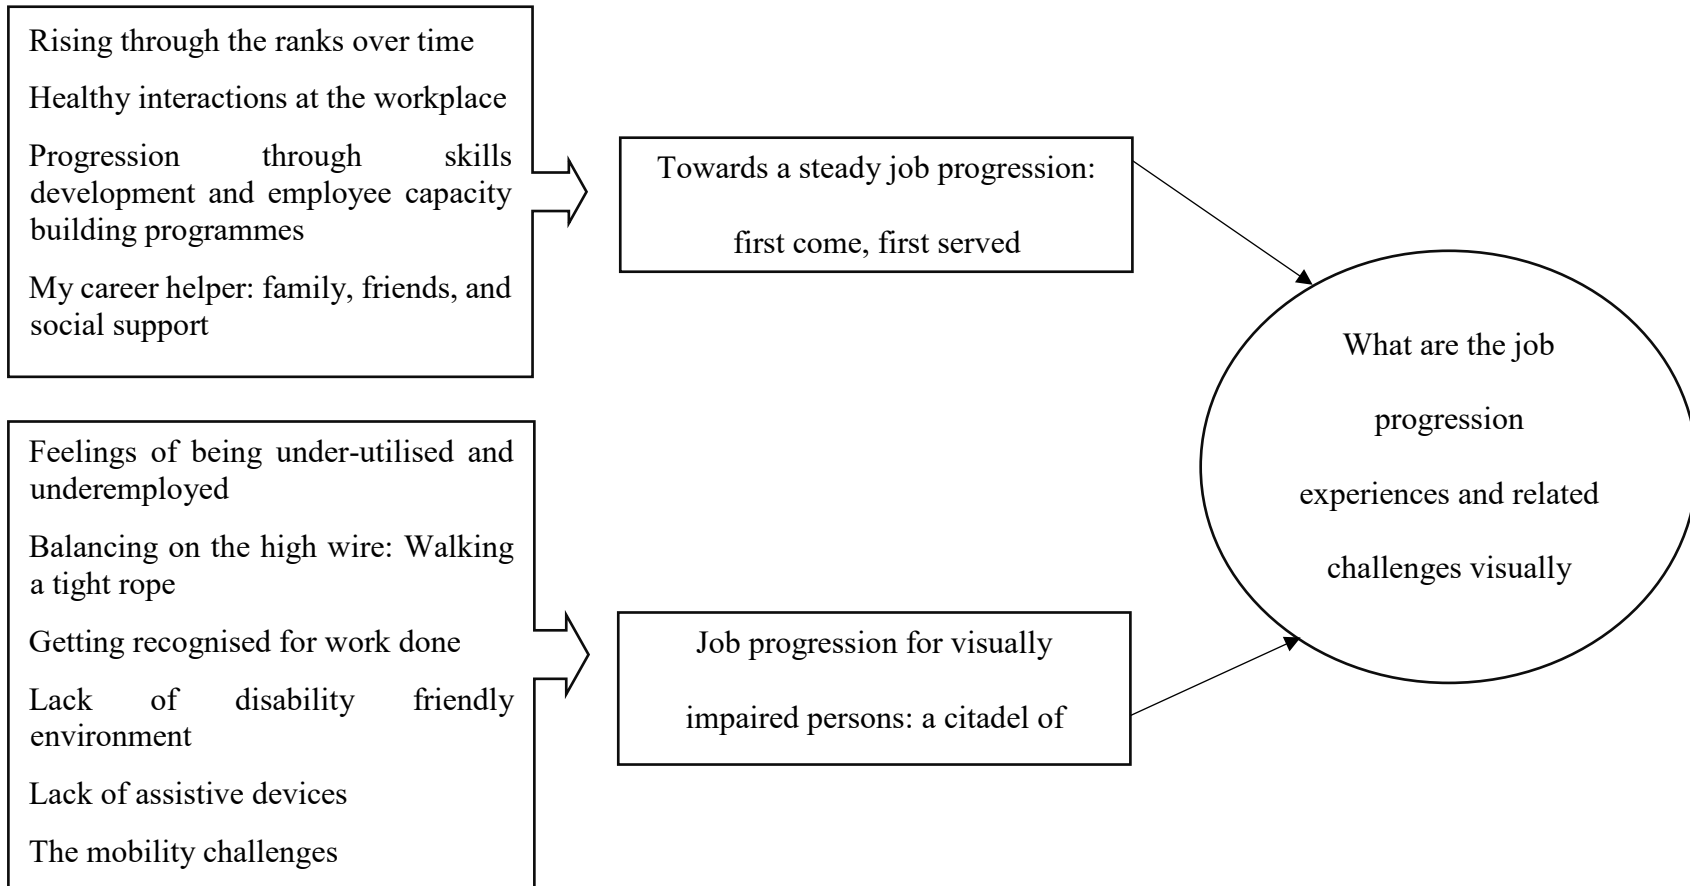 Rising through the ranks over time
Healthy interactions at the workplace
Progression through skills
development and employee capacity
building programmes
My career helper: family, friends, and
social support
Towards a steady job progression:
first come, first served
What are the job
progression
experiences and related
challenges visually
Feelings of being under-utilised and
underemployed
Balancing on the high wire: Walking
a tight rope
Getting recognised for work done
Lack of disability friendly
environment
Lack of assistive devices
The mobility challenges
Job progression for visually
impaired persons: a citadel of